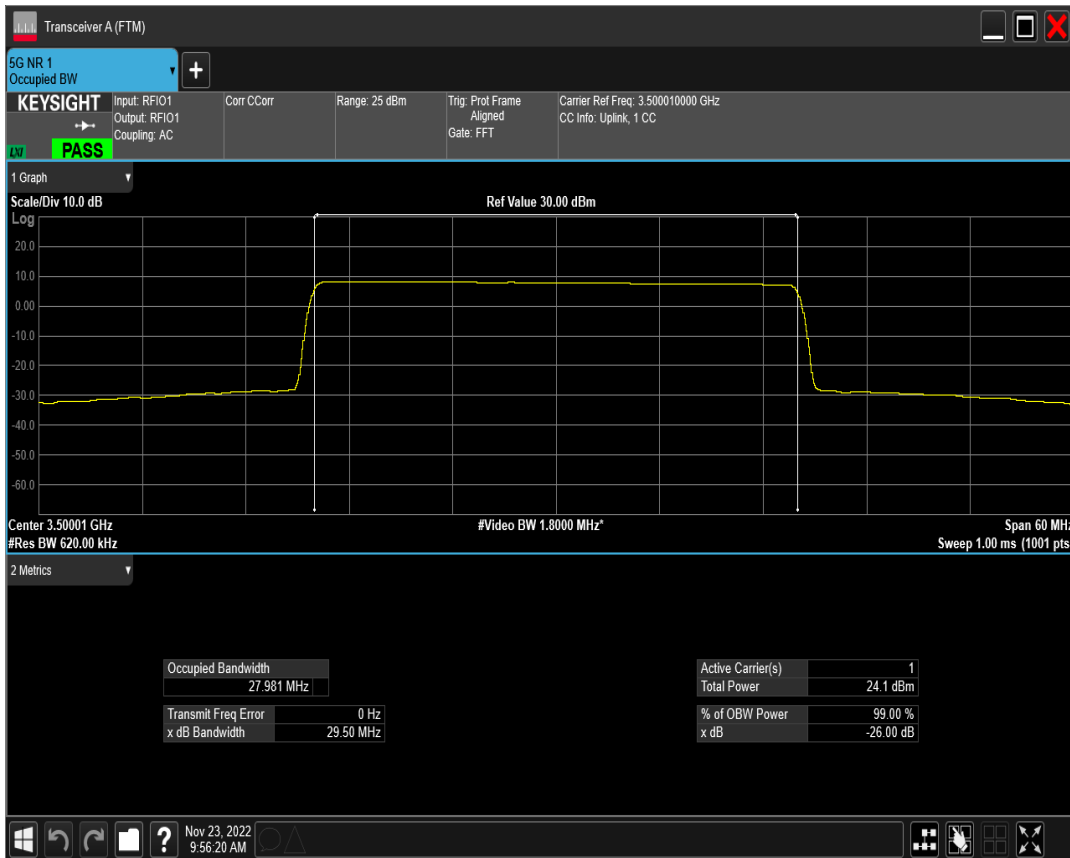 Transceiver A (FTM)
5G NR 1
Occupied BW
+
KEYSIGHT
LXI
PASS
Input: RFIO1
Output: RFIO1
Coupling: AC
Corr CCorr
Range: 25 dBm
Trig: Prot Frame
Aligned
Gate: FFT
Carrier Ref Freq: 3.500010000 GHz
CC Info: Uplink, 1 CC
1 Graph
Scale/Div 10.0 dB
Ref Value 30.00 dBm
Log
20.0
10.0
0.00
-10.0
-20.0
-30.0
-40.0
-50.0
-60.0
Center 3.50001 GHz
#Video BW 1.8000 MHz*
Span 60 MHz
#Res BW 620.00 kHz
Sweep 1.00 ms (1001 pts
2 Metrics
Occupied Bandwidth
27.981 MHz
Transmit Freq Error 0 Hz
x dB Bandwidth 29.50 MHz
Active Carrier(s) 1
Total Power 24.1 dBm
% of OBW Power 99.00 %
x dB -26.00 dB
?
Nov 23, 2022
9:56:20 AM